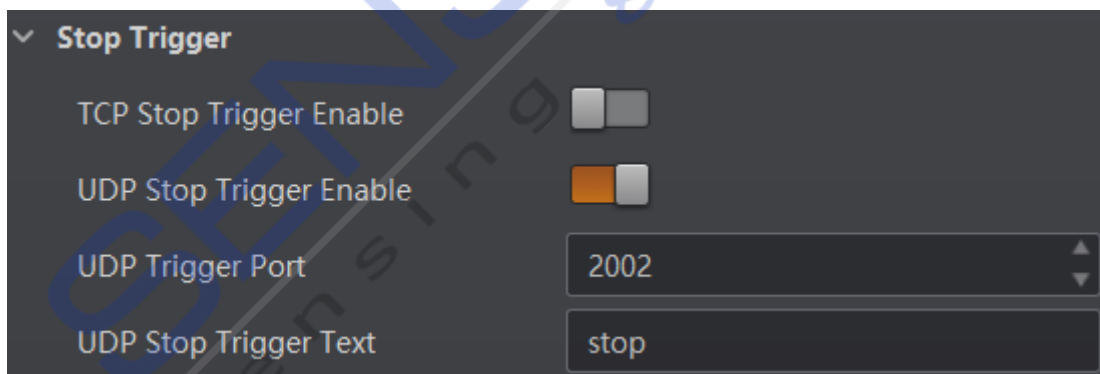 Stop Trigger
TCP Stop Trigger Enable
UDP Stop Trigger Enable
UDP Trigger Port 2002
UDP Stop Trigger Text stop